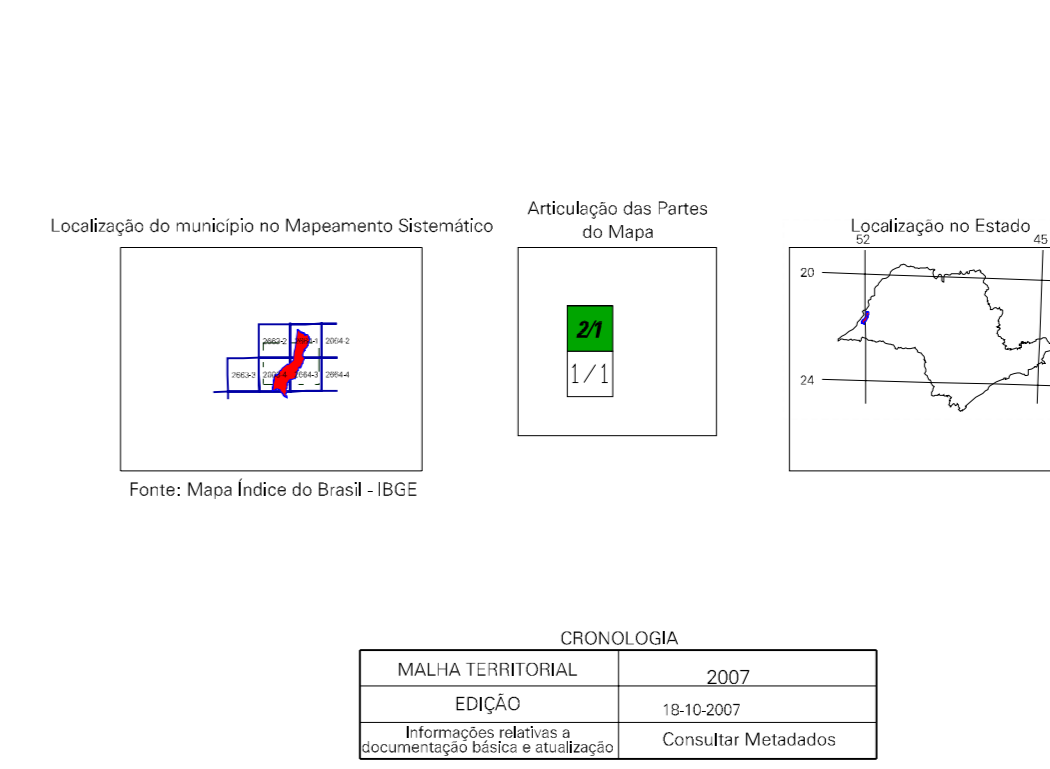 Localização do município no Mapeamento Sistemático
2663-2
2664-2
2663-3
2664-3
2664-4
Fonte: Mapa Índice do Brasil - IBGE
Articulação das Partes
do Mapa
2/1
1/1
Localização no Estado
52
45
20
24
CRONOLOGIA
MALHA TERRITORIAL
2007
EDIÇÃO
18-10-2007
Informações relativas a
documentação básica e atualização
Consultar Metadados